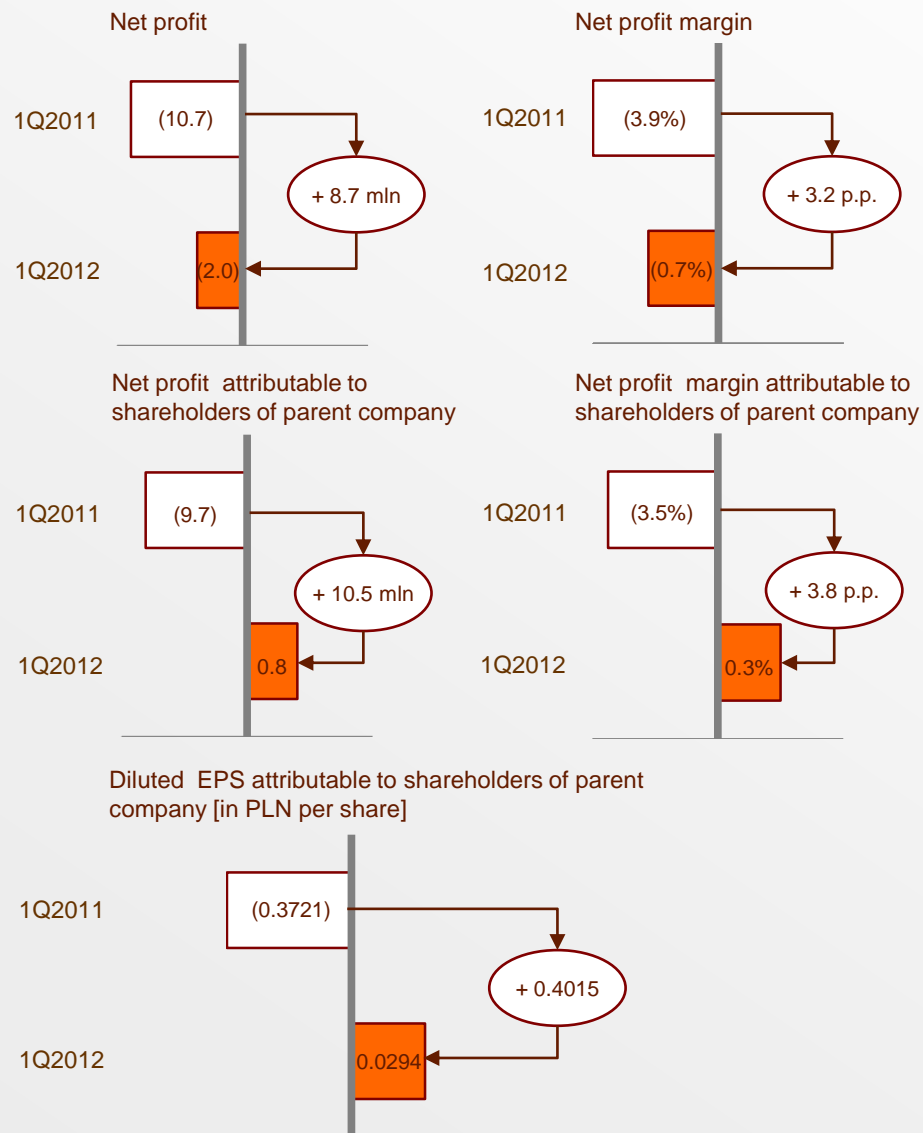 Net profit
1Q2011
(10.7)
+ 8.7 mln
1Q2012
(2.0)
Net profit margin
1Q2011
(3.9%)
+ 3.2 p.p.
1Q2012
(0.7%)
Net profit attributable to
shareholders of parent company
1Q2011
(9.7)
+ 10.5 mln
1Q2012
0.8
Net profit margin attributable to
shareholders of parent company
1Q2011
(3.5%)
+ 3.8 p.p.
1Q2012
0.3%
Diluted EPS attributable to shareholders of parent
company [in PLN per share]
1Q2011
(0.3721)
+ 0.4015
1Q2012
0.0294